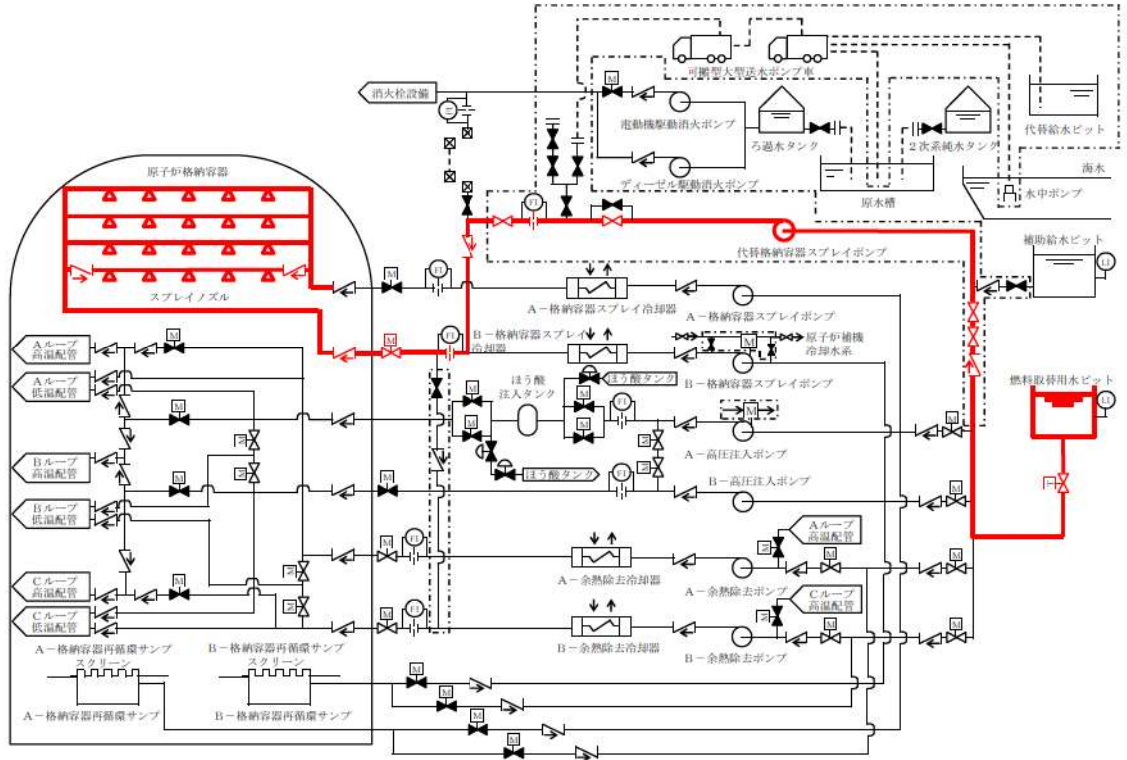 消火栓設備
M
可搬型大型送水ポンプ車
電動機駆動消火ポンプ
ろ過水タンク
2次系純水タンク
代替給水ピット
ディーゼル駆動消火ポンプ
原水槽
海水
水中ポンプ
原子炉格納容器
FI
代替格納容器スプレイポンプ
補助給水ピット
LI
スプレイノズル
M
FI
A-格納容器スプレイ冷却器
A-格納容器スプレイポンプ
M
FI
B-格納容器スプレイ
冷却器
M
原子炉補機
冷却水系
B-格納容器スプレイポンプ
燃料取替用水ピット
LI
Aループ
高温配管
M
Aループ
低温配管
M
M
ほう酸
注入タンク
ほう酸タンク
M
M
FI
M
A-高圧注入ポンプ
M
M
M
M
M
ほう酸タンク
Bループ
高温配管
M
M
FI
M
B-高圧注入ポンプ
M
Bループ
低温配管
Aループ
高温配管
M
FI
A-余熱除去冷却器
A-余熱除去ポンプ
M
M
M
Cループ
高温配管
M
M
M
Cループ
高温配管
Cループ
低温配管
M
FI
B-余熱除去冷却器
B-余熱除去ポンプ
M
M
M
A-格納容器再循環サンプ
スクリーン
B-格納容器再循環サンプ
スクリーン
M
M
A-格納容器再循環サンプ
B-格納容器再循環サンプ
M
M